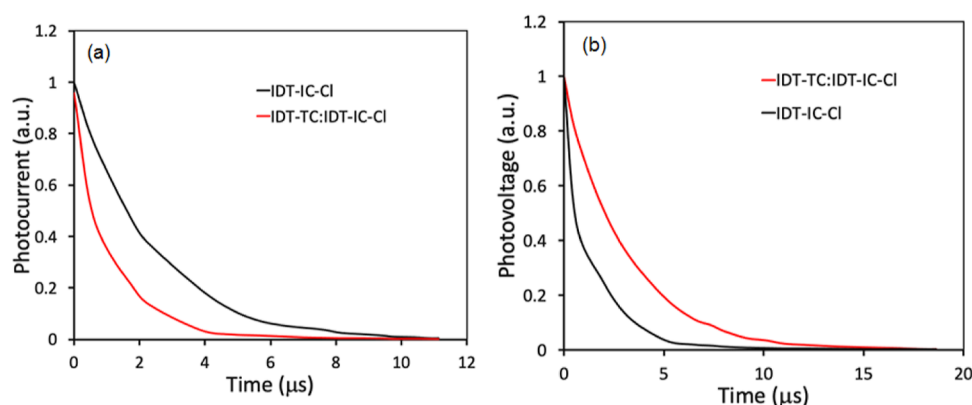 (a)
1.2
1
0.8
0.6
0.4
0.2
0
Photocurrent (a.u.)
IDT-IC-Cl
IDT-TC:IDT-IC-Cl
0 2 4 6 8 10 12
Time (μs)
(b)
1.2
1
0.8
0.6
0.4
0.2
0
Photovoltage (a.u.)
IDT-TC:IDT-IC-Cl
IDT-IC-Cl
0 5 10 15 20
Time (μs)